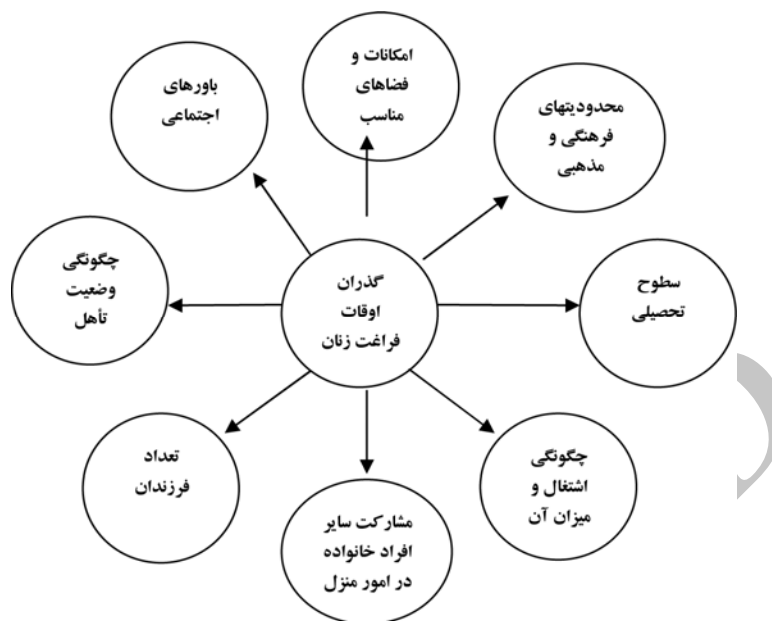 امکانات و
فضاهای
مناسب
باورهای
اجتماعی
محدودیتهای
فرهنگی و
مذهبی
چگونگی
وضعیت
تأهل
گذران
اوقات
فراغت زنان
سطوح
تحصیلی
تعداد
فرزندان
چگونگی
اشتغال و
میزان آن
مشارکت سایر
افراد خانواده
در امور منزل